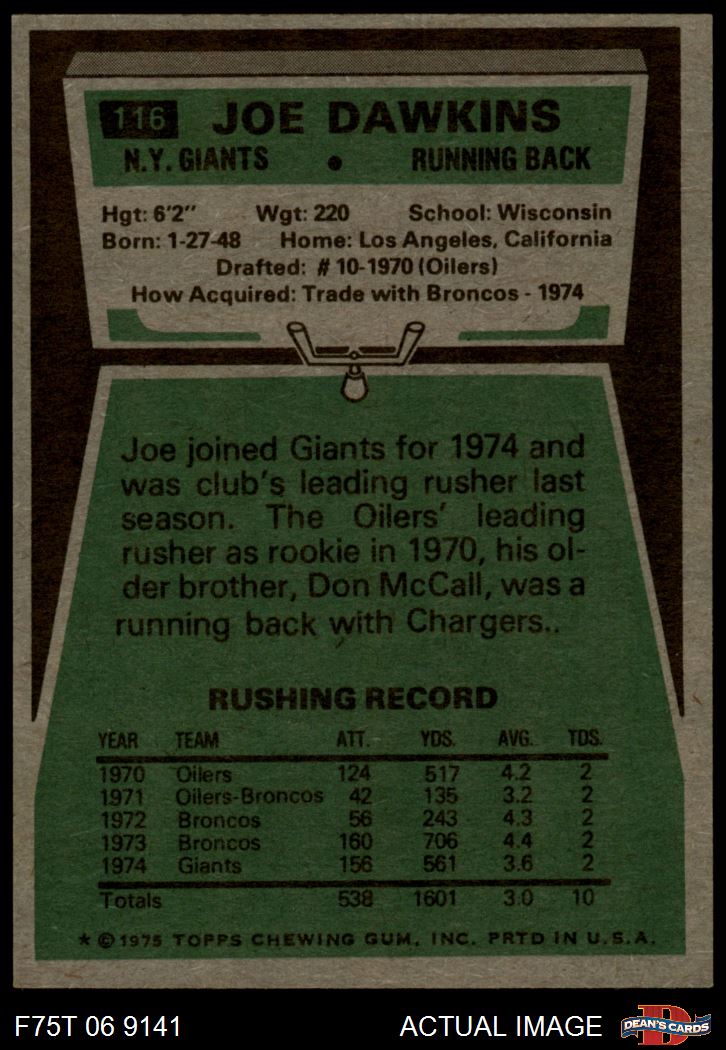 116 JOE DAWKINS
N.Y. GIANTS • RUNNING BACK
Hgt: 6'2" Wgt: 220 School: Wisconsin
Born: 1-27-48 Home: Los Angeles, California
Drafted: # 10-1970 (Oilers)
How Acquired: Trade with Broncos - 1974
Joe joined Giants for 1974 and
was club's leading rusher last
season. The Oilers' leading
rusher as rookie in 1970, his ol-
der brother, Don McCall, was a
running back with Chargers..
RUSHING RECORD
YEAR TEAM ATT. YDS. AVG. TDS.
1970 Oilers 124 517 4.2 2
1971 Oilers-Broncos 42 135 3.2 2
1972 Broncos 56 243 4.3 2
1973 Broncos 160 706 4.4 2
1974 Giants 156 561 3.6 2
Totals 538 1601 3.0 10
* © 1975 TOPPS CHEWING GUM, INC. PRTD IN U.S.A.
F75T 06 9141 ACTUAL IMAGE D DEAN'S CARDS